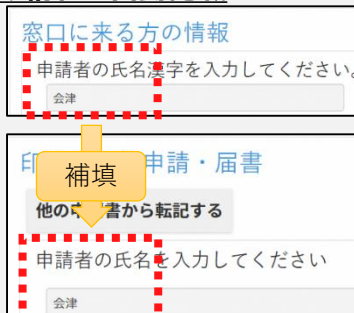 窓口に来る方の情報
申請者の氏名漢字を入力してください。
会津
補填
申請・届書
他の 書から転記する
申請者の氏名を入力してください
会津